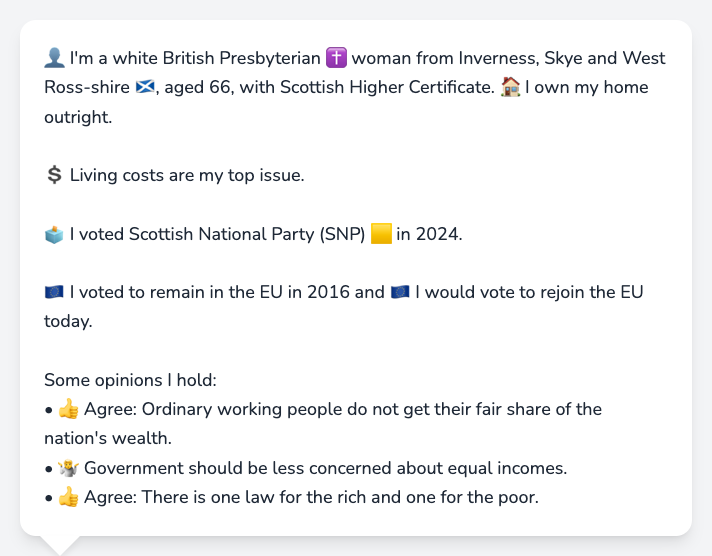 👤 I'm a white British Presbyterian ✝️ woman from Inverness, Skye and West
Ross-shire 🏴󠁧󠁢󠁳󠁣󠁴󠁿, aged 66, with Scottish Higher Certificate. 🏠 I own my home
outright.
💲 Living costs are my top issue.
🗳️ I voted Scottish National Party (SNP) 🟨 in 2024.
🇪🇺 I voted to remain in the EU in 2016 and 🇪🇺 I would vote to rejoin the EU
today.
Some opinions I hold:
• 👍 Agree: Ordinary working people do not get their fair share of the
nation's wealth.
• 🤷 Government should be less concerned about equal incomes.
• 👍 Agree: There is one law for the rich and one for the poor.